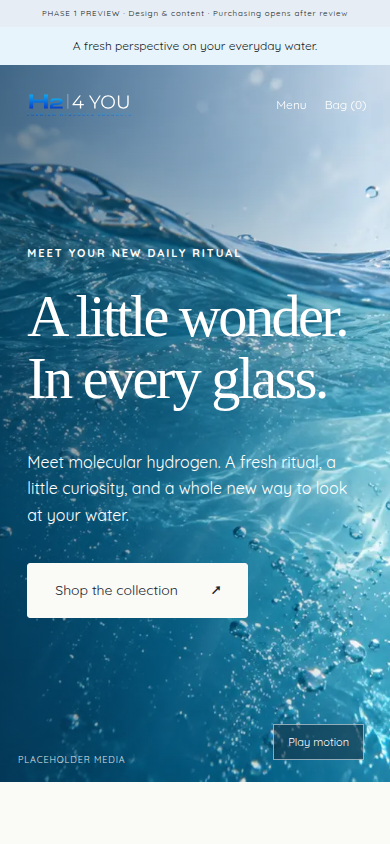 PHASE 1 PREVIEW · Design & content · Purchasing opens after review
A fresh perspective on your everyday water.
H2|4 YOU
Menu Bag (0)
MEET YOUR NEW DAILY RITUAL
A little wonder.
In every glass.
Meet molecular hydrogen. A fresh ritual, a
little curiosity, and a whole new way to look
at your water.
Shop the collection ↗
Play motion
PLACEHOLDER MEDIA